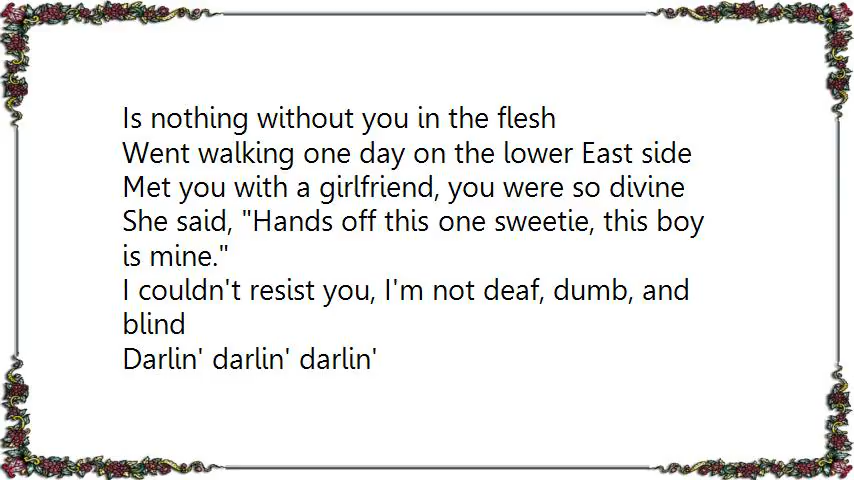 Is nothing without you in the flesh
Went walking one day on the lower East side
Met you with a girlfriend, you were so divine
She said, "Hands off this one sweetie, this boy
is mine."
I couldn't resist you, I'm not deaf, dumb, and
blind
Darlin' darlin' darlin'